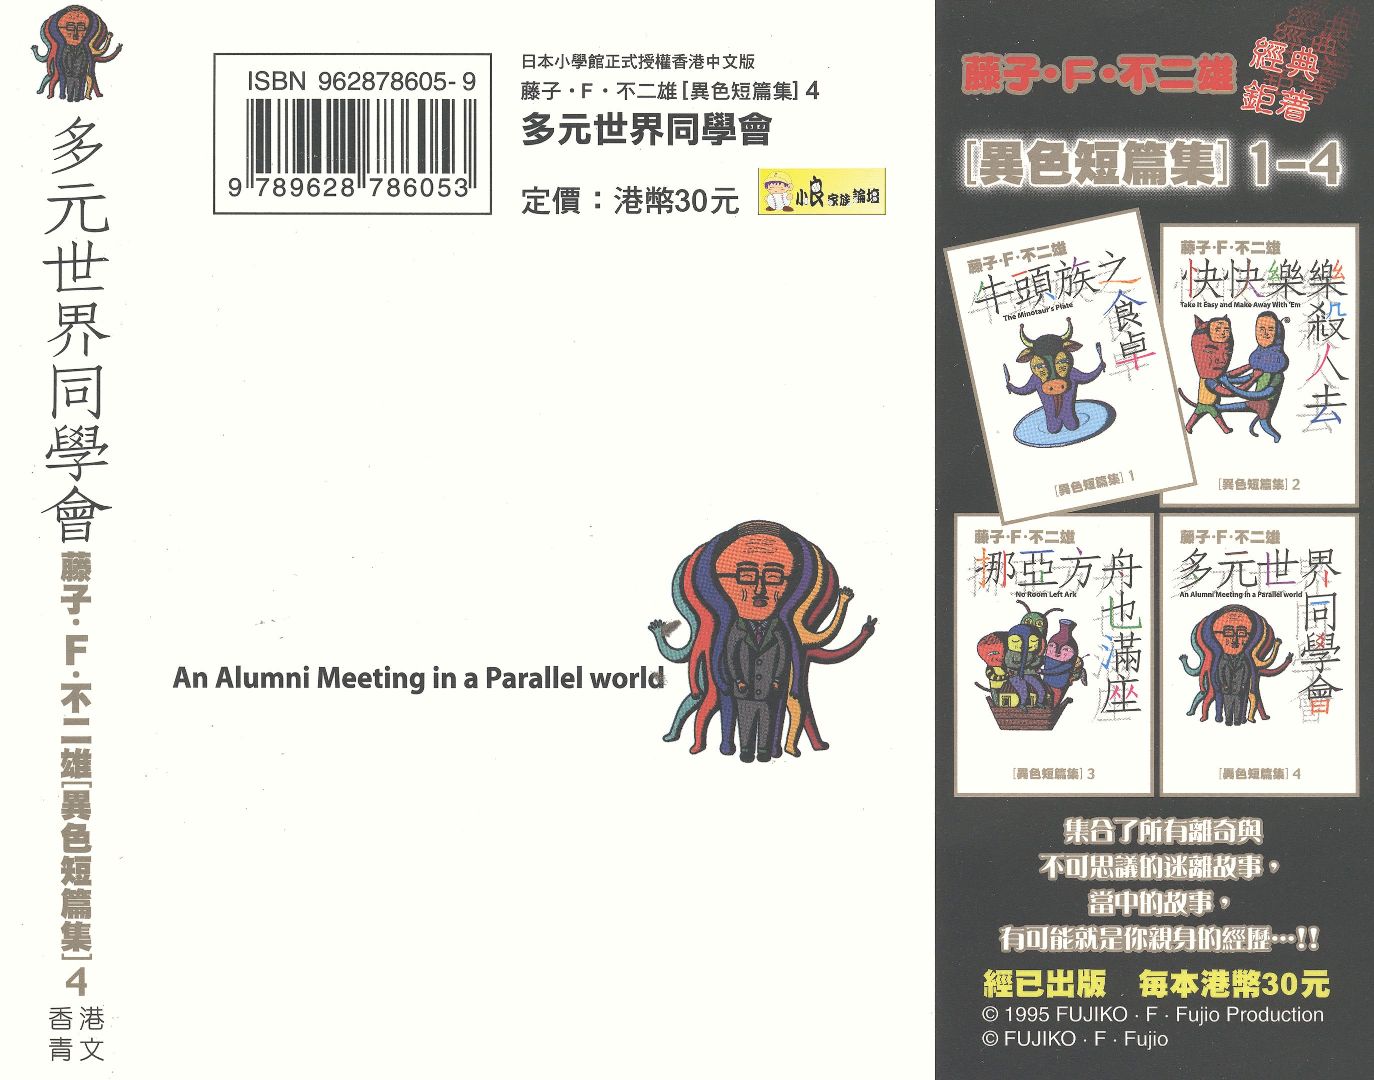 多元世界同學會
藤子・F・不二雄[異色短篇集]4
香港
青文
ISBN 962878605-9
9 789628 786053
日本小學館正式授權香港中文版
藤子・F・不二雄[異色短篇集]4
多元世界同學會
定價：港幣30元
小良家族論壇
An Alumni Meeting in a Parallel world
藤子・F・不二雄
經典
鉅著
[異色短篇集]1-4
藤子・F・不二雄
牛頭族之食卓
The Minotaur's Plate
[異色短篇集]1
藤子・F・不二雄
快快樂樂殺人去
Take It Easy and Make Away With 'Em
[異色短篇集]2
藤子・F・不二雄
挪亞方舟也滿座
No Room Left Ark
[異色短篇集]3
藤子・F・不二雄
多元世界同學會
An Alumni Meeting in a Parallel world
[異色短篇集]4
集合了所有離奇與
不可思議的迷離故事，
當中的故事，
有可能就是你親身的經歷…!!
經已出版　每本港幣30元
© 1995 FUJIKO · F · Fujio Production
© FUJIKO · F · Fujio